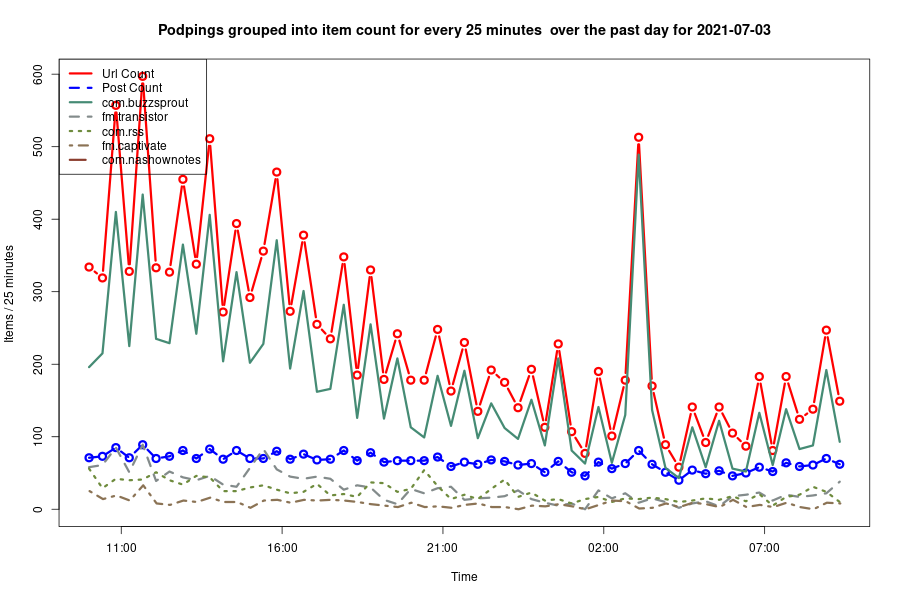 Podpings grouped into item count for every 25 minutes  over the past day for 2021-07-03
Url Count
Post Count
com.buzzsprout
fm.transistor
com.rss
fm.captivate
com.nashownotes
Items / 25 minutes
600
500
400
300
200
100
0
11:00
16:00
21:00
02:00
07:00
Time